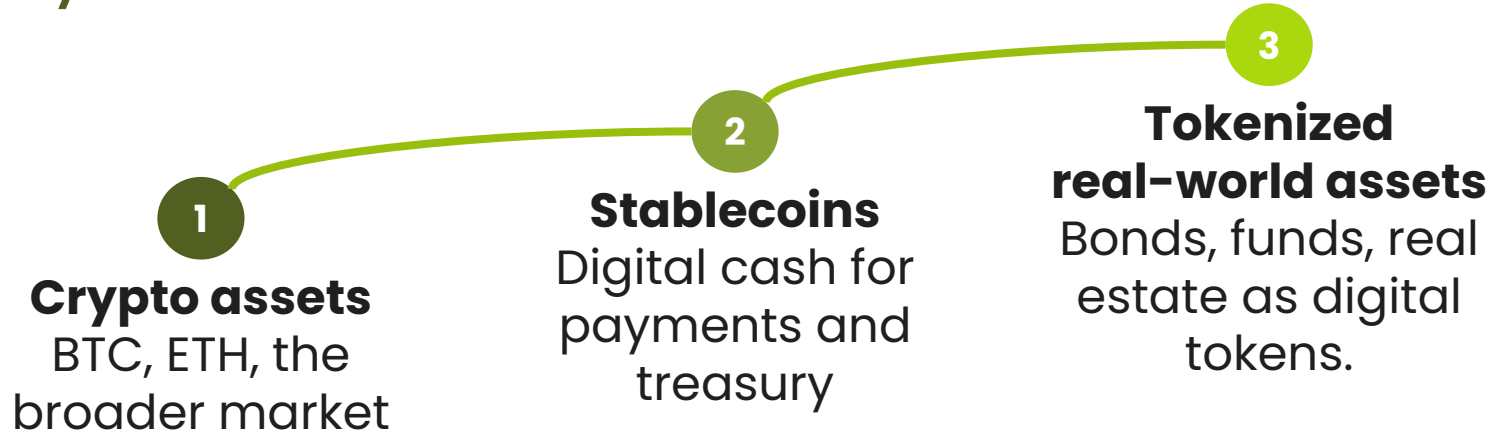 1
Crypto assets
BTC, ETH, the
broader market
2
Stablecoins
Digital cash for
payments and
treasury
3
Tokenized
real-world assets
Bonds, funds, real
estate as digital
tokens.